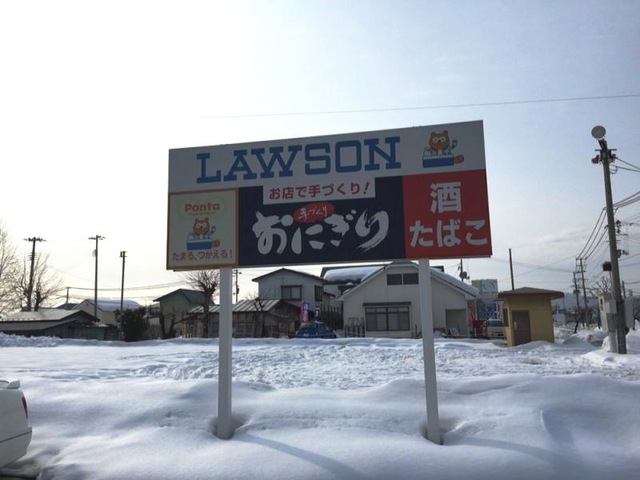 LAWSON
お店で手づくり!
Ponta
たまる、つかえる!
手づくり
おにぎり
酒
たばこ